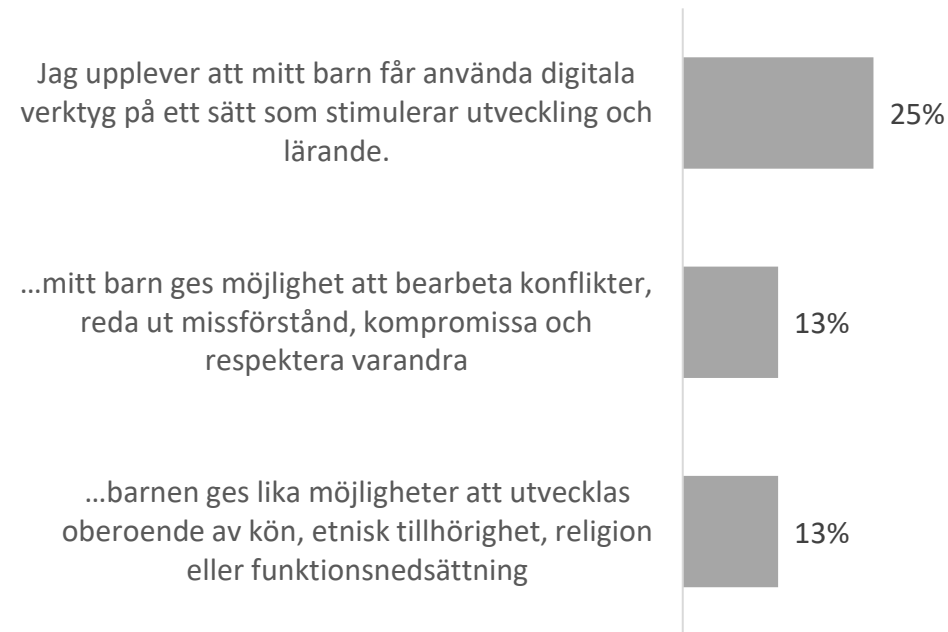 Jag upplever att mitt barn får använda digitala
verktyg på ett sätt som stimulerar utveckling och
lärande.
25%
…mitt barn ges möjlighet att bearbeta konflikter,
reda ut missförstånd, kompromissa och
respektera varandra
13%
…barnen ges lika möjligheter att utvecklas
oberoende av kön, etnisk tillhörighet, religion
eller funktionsnedsättning
13%